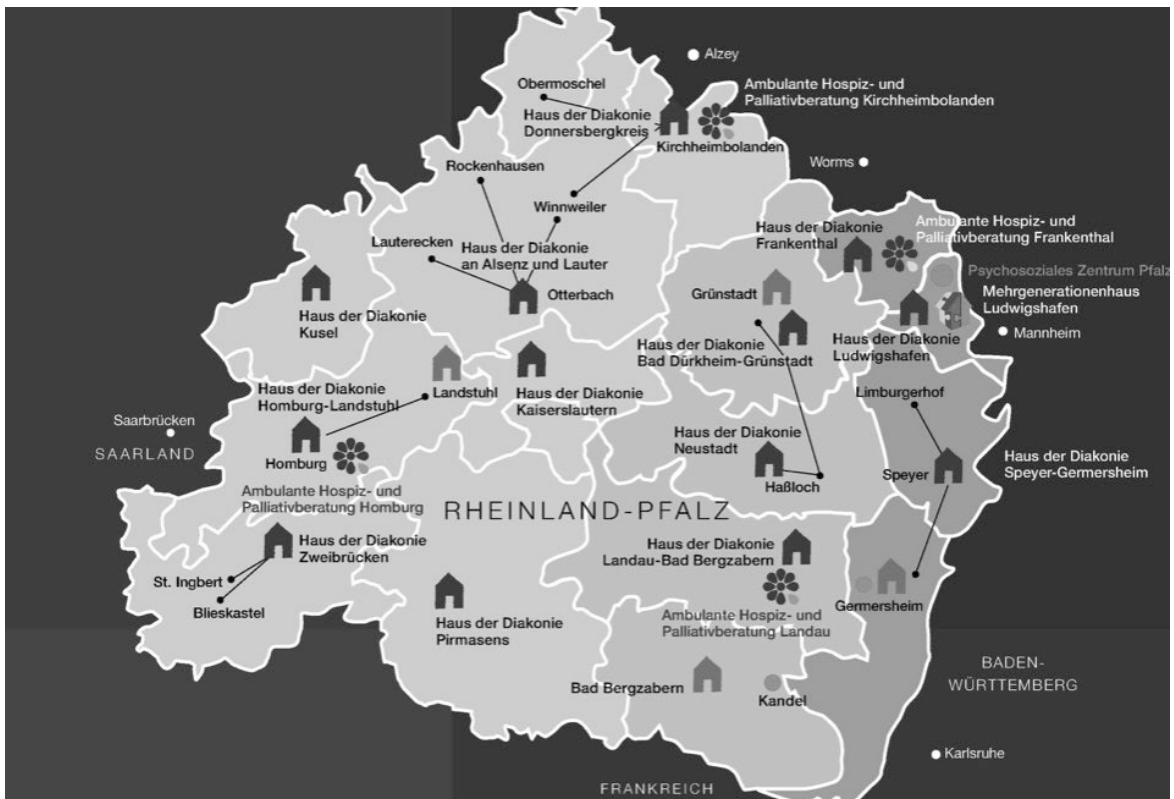 Alzey
Obermoschel
Ambulante Hospiz- und
Palliativberatung Kirchheimbolanden
Haus der Diakonie
Donnersbergkreis
Kirchheimbolanden
Rockenhausen
Worms
Winnweiler
Lauterecken
Haus der Diakonie
an Alsenz und Lauter
Otterbach
Haus der Diakonie
Frankenthal
Ambulante Hospiz- und
Palliativberatung Frankenthal
Psychosoziales Zentrum Pfalz
Mehrgenerationenhaus
Ludwigshafen
Mannheim
Haus der Diakonie
Ludwigshafen
Grünstadt
Haus der Diakonie
Bad Dürkheim-Grünstadt
Haus der Diakonie
Kusel
Haus der Diakonie
Homburg-Landstuhl
Landstuhl
Haus der Diakonie
Kaiserslautern
Limburgerhof
Saarbrücken
SAARLAND
Homburg
Ambulante Hospiz- und
Palliativberatung Homburg
Haus der Diakonie
Neustadt
Haßloch
Speyer
Haus der Diakonie
Speyer-Germersheim
RHEINLAND-PFALZ
Haus der Diakonie
Zweibrücken
St. Ingbert
Blieskastel
Haus der Diakonie
Landau-Bad Bergzabern
Ambulante Hospiz- und
Palliativberatung Landau
Germersheim
Haus der Diakonie
Pirmasens
Bad Bergzabern
Kandel
BADEN-
WÜRTTEMBERG
Karlsruhe
FRANKREICH